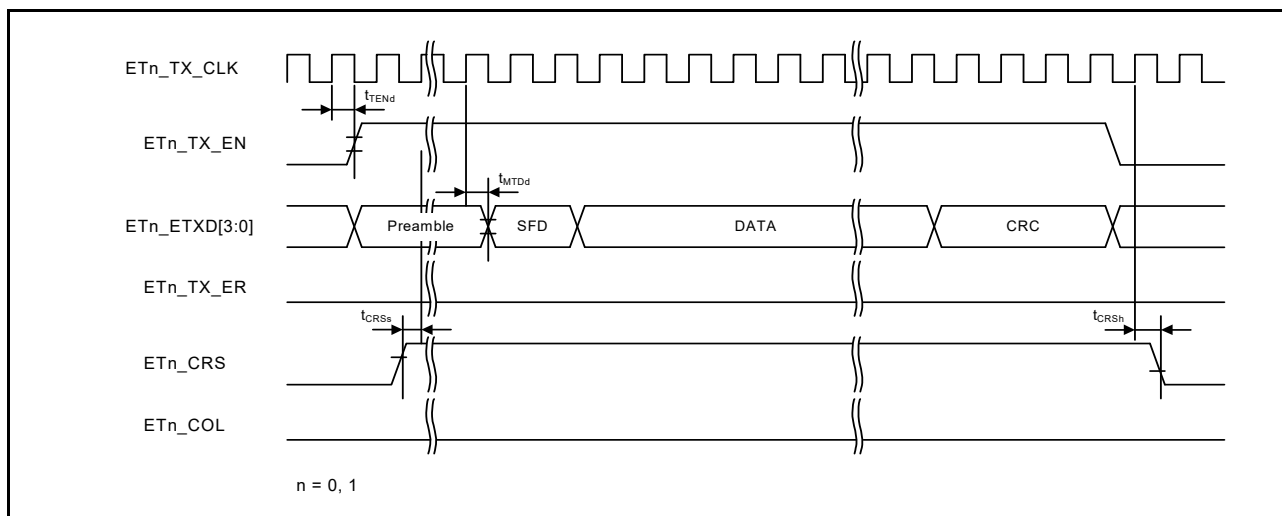 ETn_TX_CLK
tTENd
ETn_TX_EN
tMTDd
ETn_ETXD[3:0] Preamble SFD DATA CRC
ETn_TX_ER
tCRSs tCRSh
ETn_CRS
ETn_COL
n = 0, 1